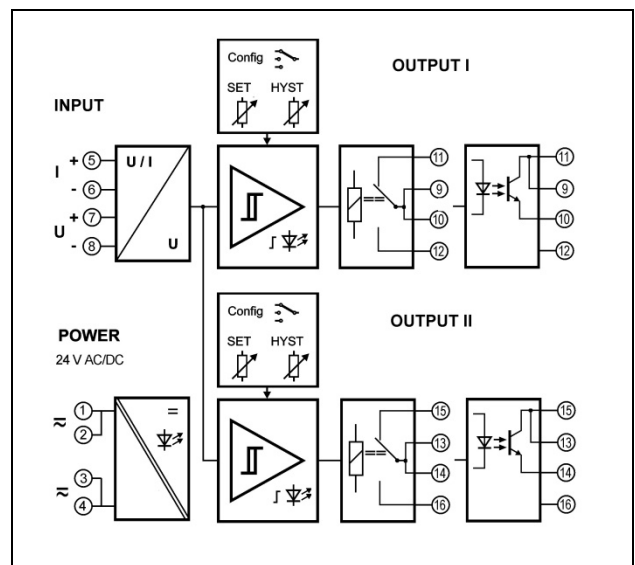 Config
SET HYST
OUTPUT I
INPUT
I + 5
- 6
U + 7
- 8
U / I
U
11
9
10
12
11
9
10
12
Config
SET HYST
OUTPUT II
POWER
24 V AC/DC
1
2
3
4
=
15
13
14
16
15
13
14
16